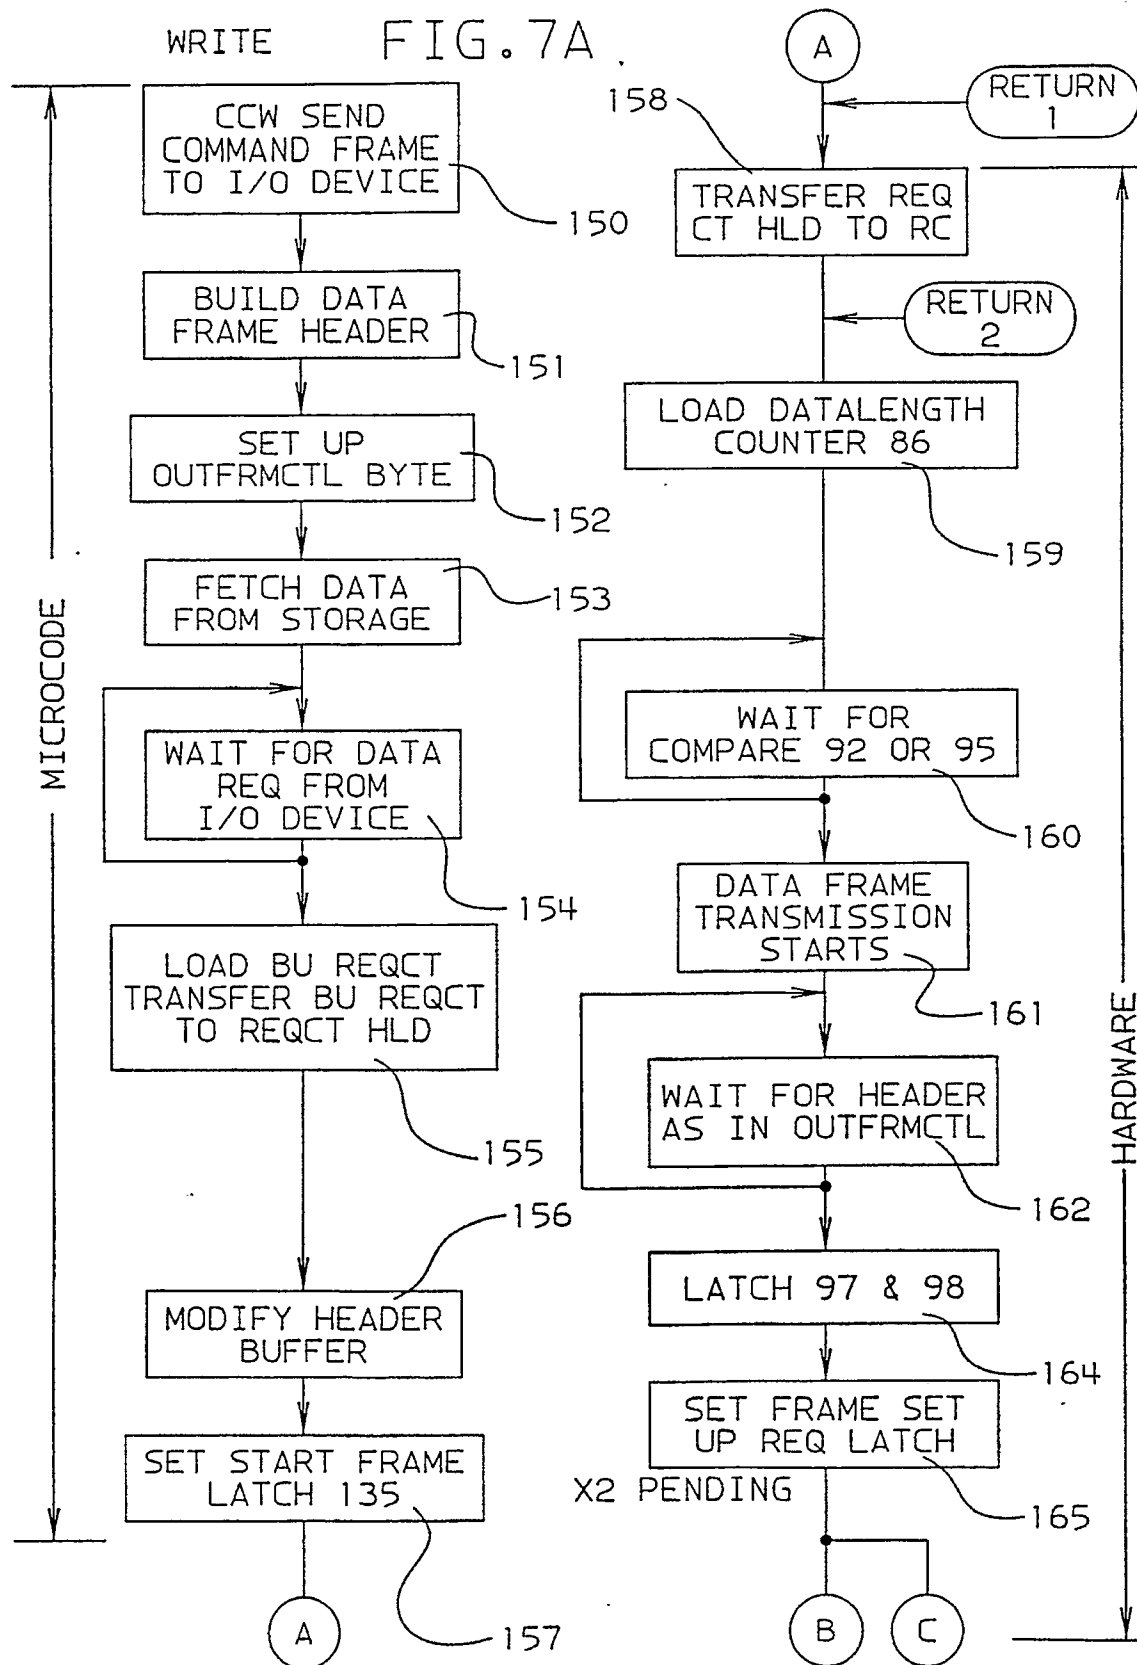 WRITE
FIG.7A
CCW SEND
COMMAND FRAME
TO I/O DEVICE
150
BUILD DATA
FRAME HEADER
151
SET UP
OUTFRMCTL BYTE
152
FETCH DATA
FROM STORAGE
153
WAIT FOR DATA
REQ FROM
I/O DEVICE
154
LOAD BU REQCT
TRANSFER BU REQCT
TO REQCT HLD
155
156
MODIFY HEADER
BUFFER
SET START FRAME
LATCH 135
157
A
MICROCODE
A
RETURN
1
158
TRANSFER REQ
CT HLD TO RC
RETURN
2
LOAD DATALENGTH
COUNTER 86
159
WAIT FOR
COMPARE 92 OR 95
160
DATA FRAME
TRANSMISSION
STARTS
161
WAIT FOR HEADER
AS IN OUTFRMCTL
162
LATCH 97 & 98
164
SET FRAME SET
UP REQ LATCH
165
X2 PENDING
B
C
HARDWARE